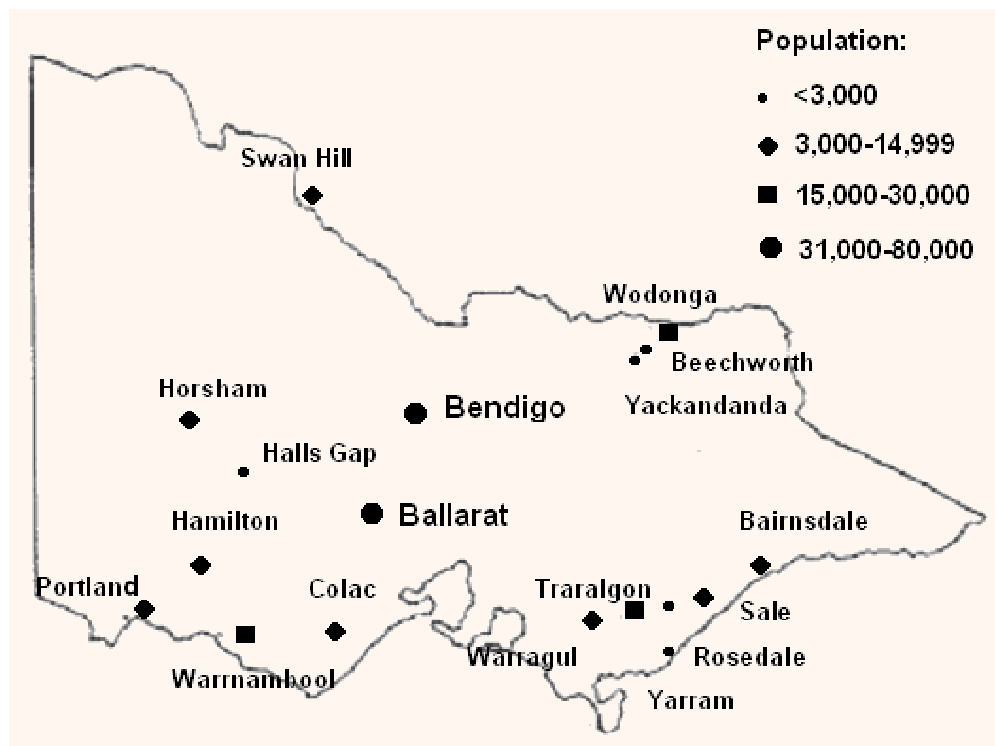 Population:
<3,000
3,000-14,999
15,000-30,000
31,000-80,000
Swan Hill
Wodonga
Beechworth
Yackandanda
Horsham
Bendigo
Halls Gap
Ballarat
Hamilton
Bairnsdale
Portland
Colac
Traralgon
Sale
Warragul
Rosedale
Warrnambool
Yarram